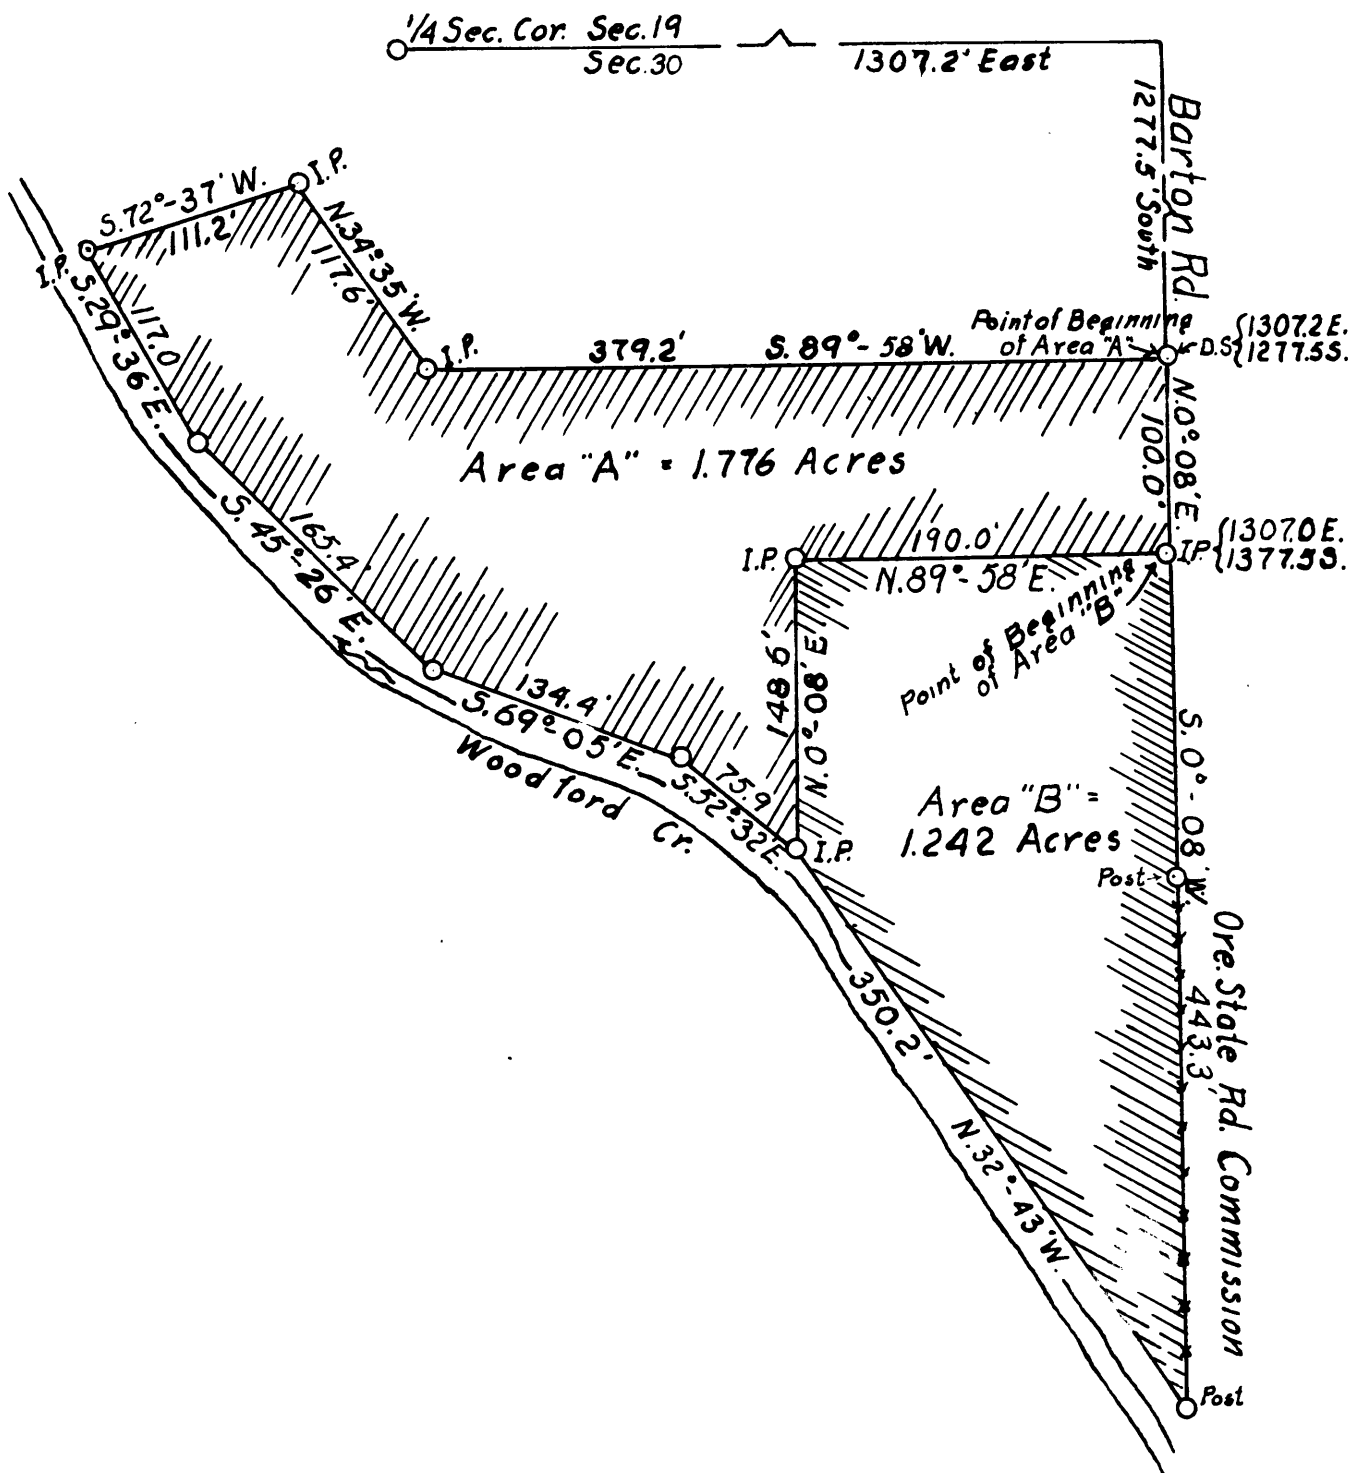 1/4 Sec. Cor. Sec. 19
Sec. 30
1307.2' East
1277.5' South
Barton Rd.
I.P.
S. 72°-37' W.
111.2'
N. 34°-35' W.
117.6'
I.P.
S. 29°-36' E.
117.0'
I.P.
379.2' S. 89°-58' W.
Point of Beginning
of Area "A"
D.S. {1307.2 E.
{1277.5 S.
N. 0°-08' E.
100.0'
Area "A" = 1.776 Acres
S. 45°-26' E.
165.4'
I.P.
190.0'
N. 89°-58' E.
I.P. {1307.0 E.
{1377.5 S.
Point of Beginning
of Area "B"
148.6'
N. 0°-08' E.
134.4'
S. 69°-05' E.
75.9
S. 52°-32' E.
Woodford Cr.
I.P.
Area "B" =
1.242 Acres
S. 0°-08' W.
443.3'
Post
Ore. State Rd. Commission
350.2'
N. 32°-43' W.
Post